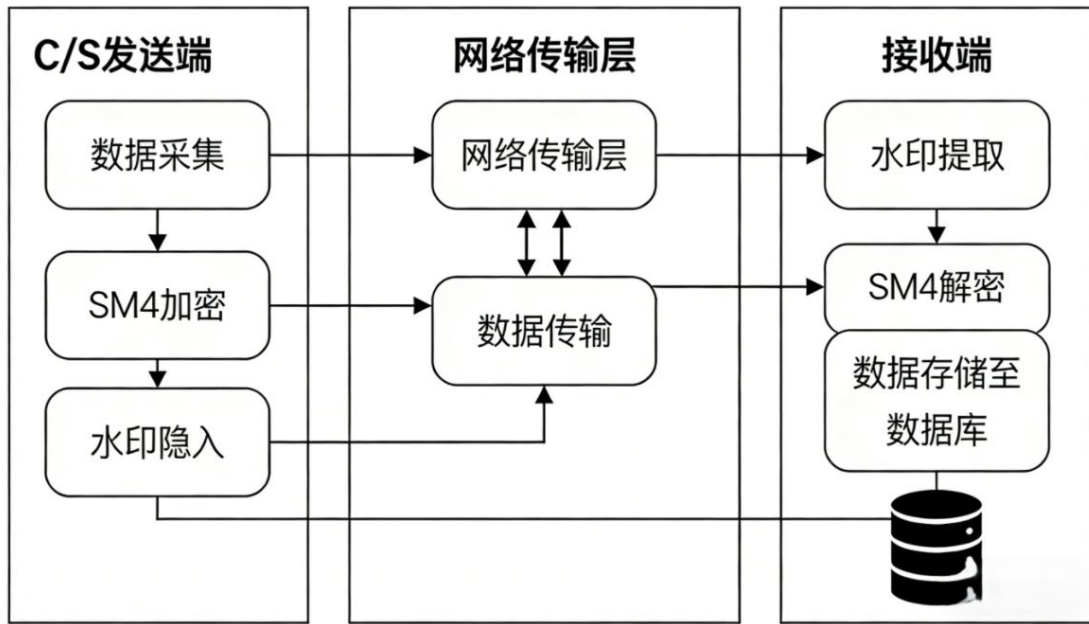 C/S发送端
数据采集
SM4加密
水印隐入
网络传输层
网络传输层
数据传输
接收端
水印提取
SM4解密
数据存储至
数据库